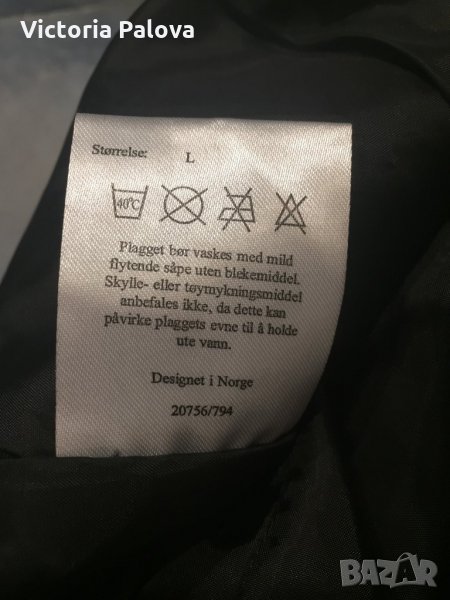 Victoria Palova
Størrelse: L
40°C
Plagget bør vaskes med mild
flytende såpe uten blekemiddel.
Skylle- eller tøymykningsmiddel
anbefales ikke, da dette kan
påvirke plaggets evne til å holde
ute vann.
Designet i Norge
20756/794
BAZAR